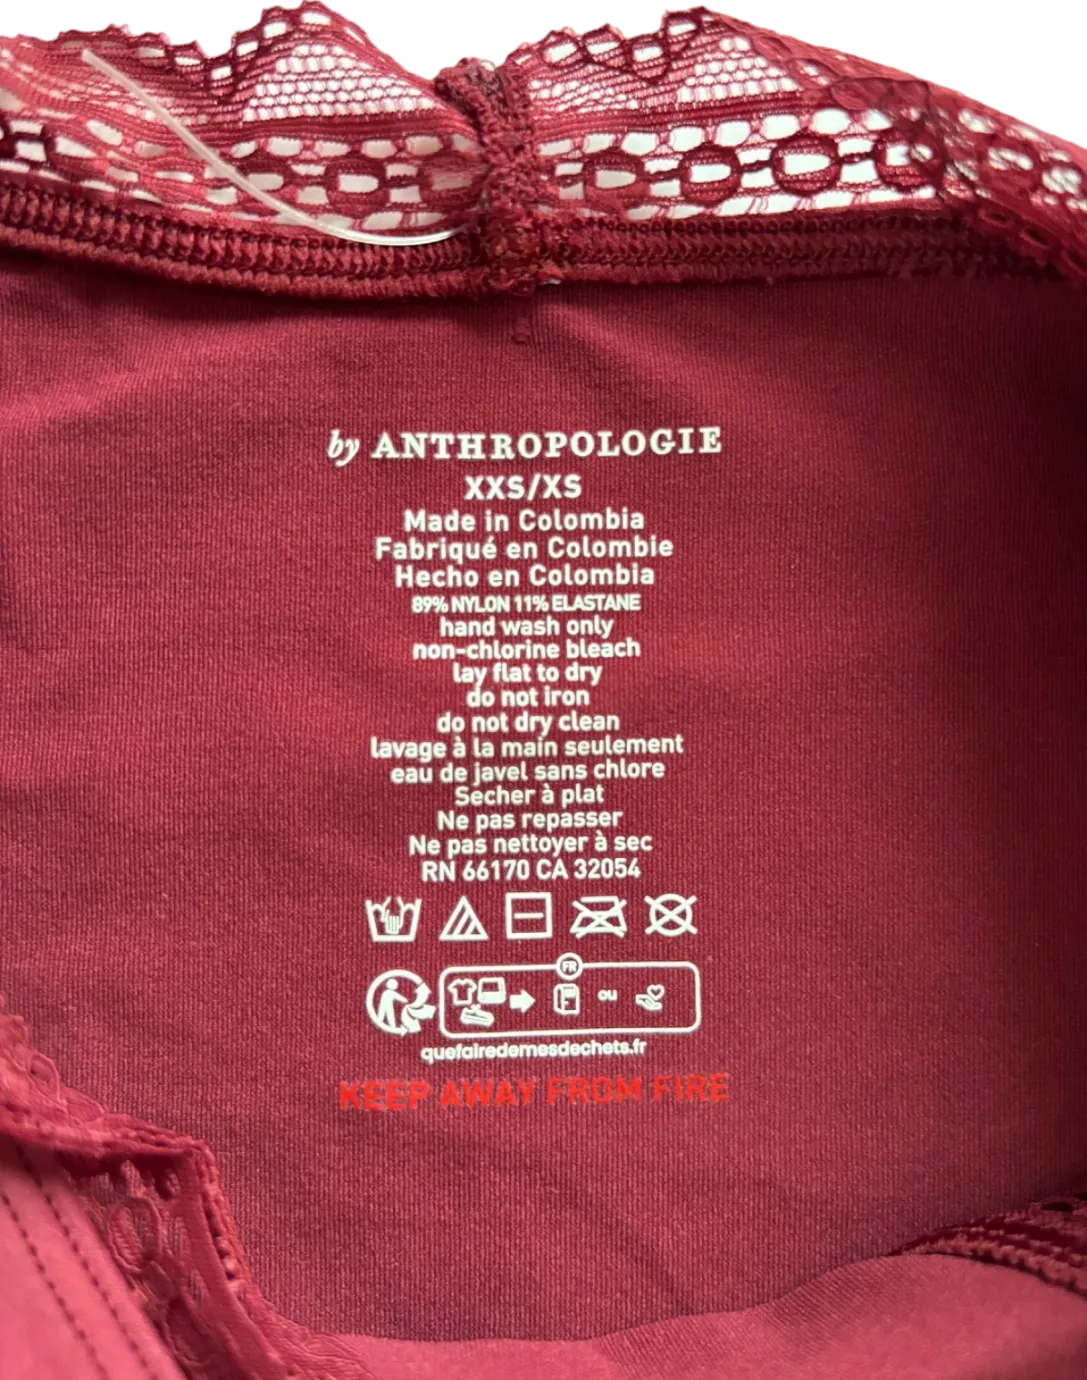 by ANTHROPOLOGIE
XXS/XS
Made in Colombia
Fabriqué en Colombie
Hecho en Colombia
89% NYLON 11% ELASTANE
hand wash only
non-chlorine bleach
lay flat to dry
do not iron
do not dry clean
lavage à la main seulement
eau de javel sans chlore
Secher à plat
Ne pas repasser
Ne pas nettoyer à sec
RN 66170 CA 32054
FR
ou
quefairedemesdechets.fr
KEEP AWAY FROM FIRE